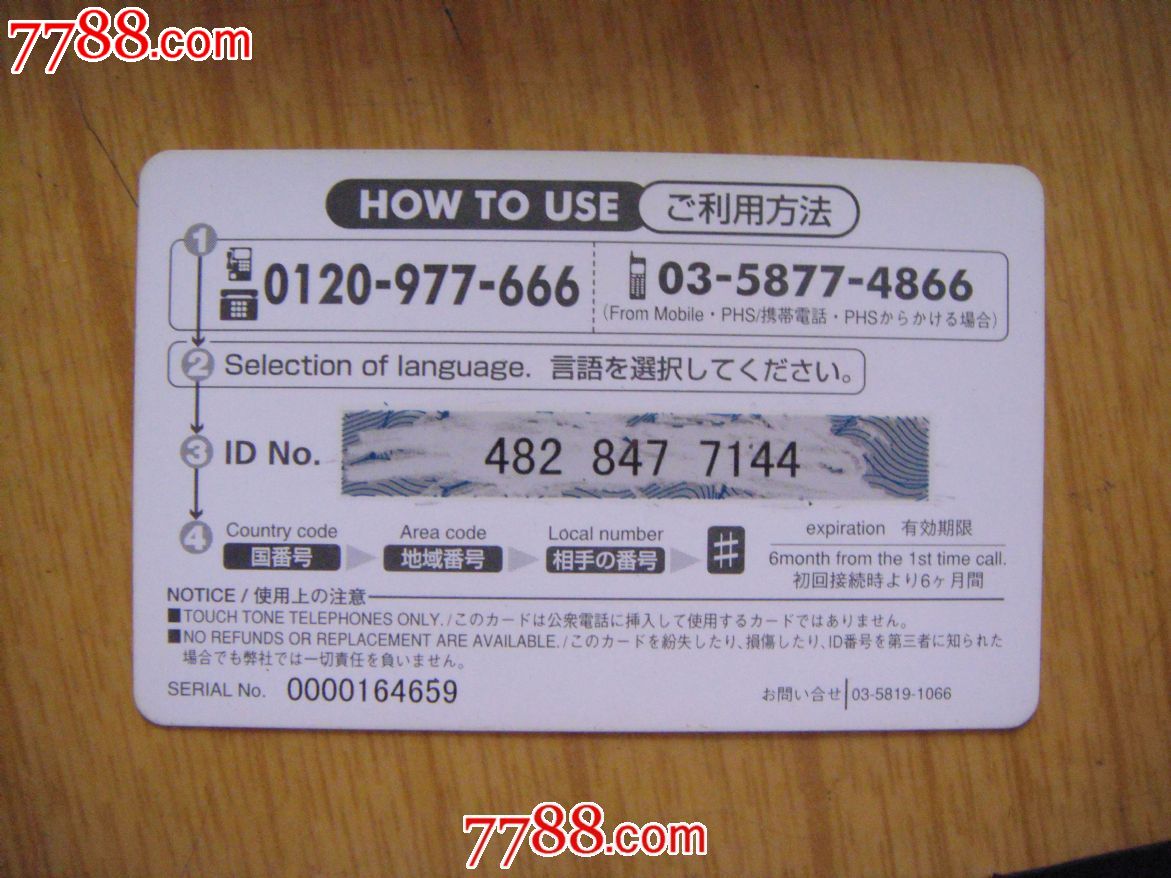 7788.com
HOW TO USE ご利用方法
1
0120-977-666
03-5877-4866
(From Mobile・PHS/携帯電話・PHSからかける場合)
2 Selection of language. 言語を選択してください。
3 ID No. 482 847 7144
4 Country code Area code Local number
国番号 地域番号 相手の番号 #
expiration 有効期限
6month from the 1st time call.
初回接続時より6ヶ月間
NOTICE / 使用上の注意
■TOUCH TONE TELEPHONES ONLY./このカードは公衆電話に挿入して使用するカードではありません。
■NO REFUNDS OR REPLACEMENT ARE AVAILABLE./このカードを紛失したり、損傷したり、ID番号を第三者に知られた
場合でも弊社では一切責任を負いません。
SERIAL No. 0000164659
お問い合せ 03-5819-1066
7788.com